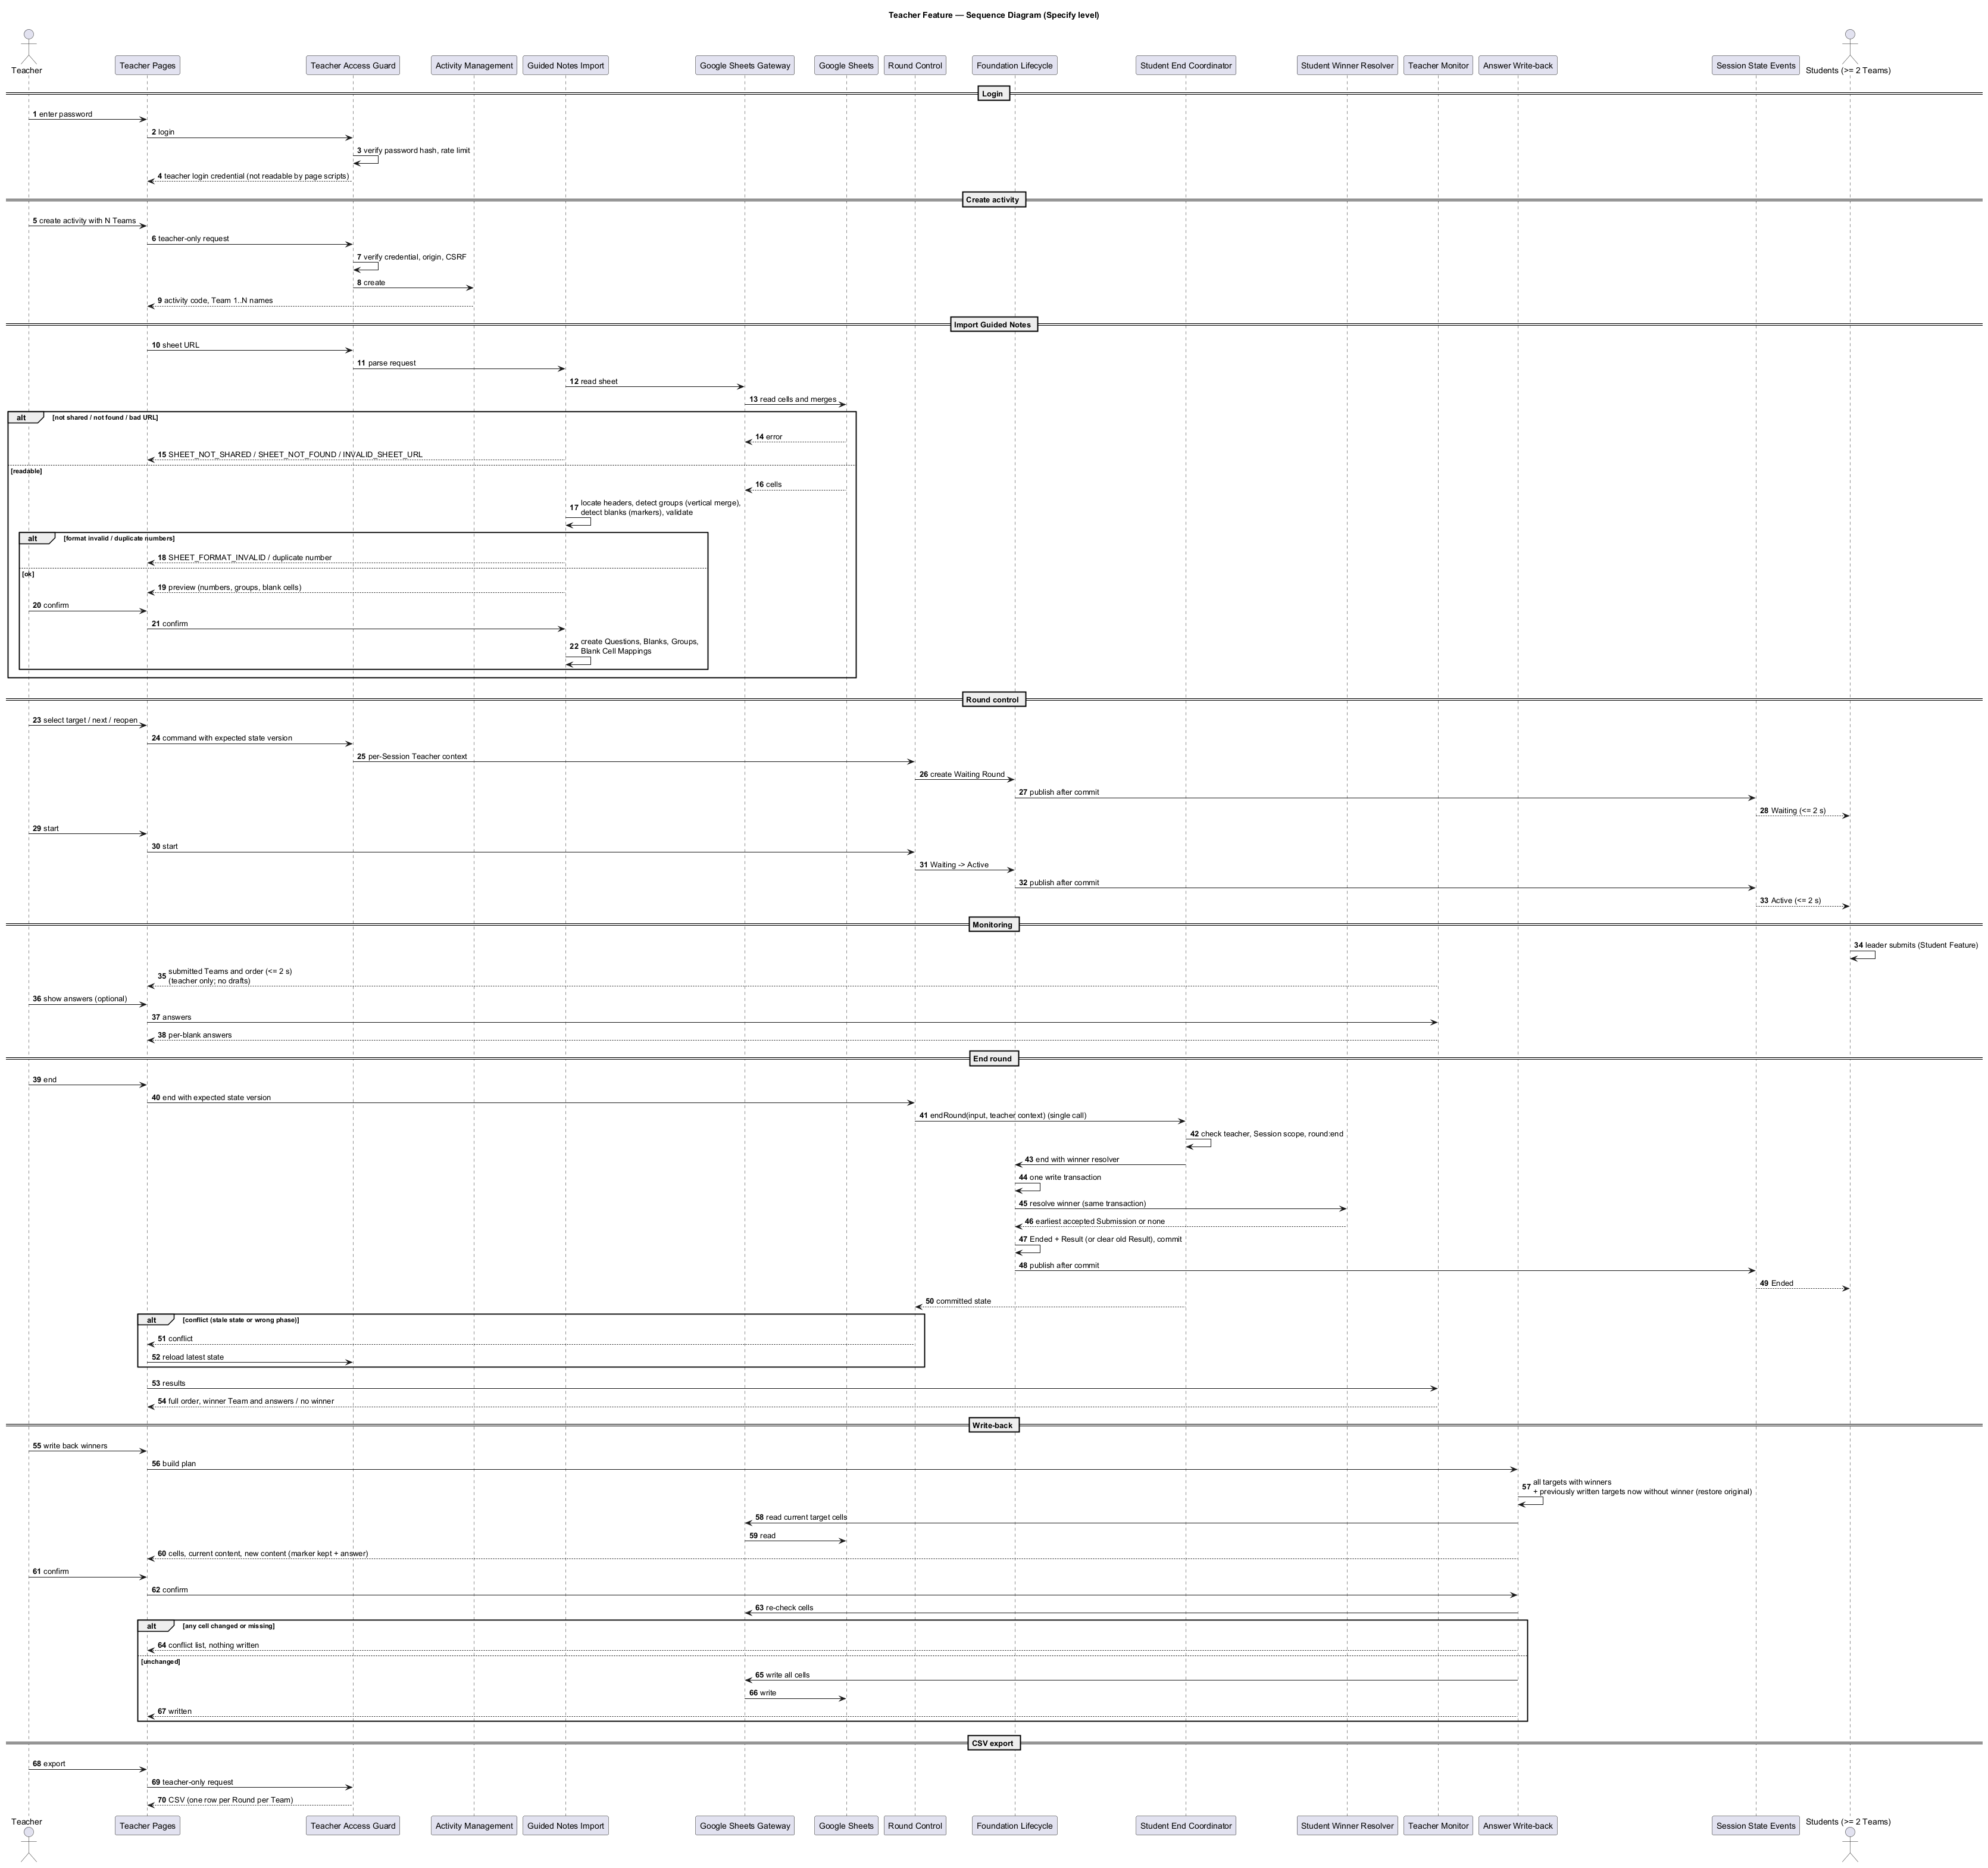 Teacher Feature — Sequence Diagram (Specify level)
Teacher
Teacher Pages
Teacher Access Guard
Activity Management
Guided Notes Import
Google Sheets Gateway
Google Sheets
Round Control
Foundation Lifecycle
Student End Coordinator
Student Winner Resolver
Teacher Monitor
Answer Write-back
Session State Events
Students (>= 2 Teams)
Login
1 enter password
2 login
3 verify password hash, rate limit
4 teacher login credential (not readable by page scripts)
Create activity
5 create activity with N Teams
6 teacher-only request
7 verify credential, origin, CSRF
8 create
9 activity code, Team 1..N names
Import Guided Notes
10 sheet URL
11 parse request
12 read sheet
13 read cells and merges
alt [not shared / not found / bad URL]
14 error
15 SHEET_NOT_SHARED / SHEET_NOT_FOUND / INVALID_SHEET_URL
[readable]
16 cells
17 locate headers, detect groups (vertical merge),
detect blanks (markers), validate
alt [format invalid / duplicate numbers]
18 SHEET_FORMAT_INVALID / duplicate number
[ok]
19 preview (numbers, groups, blank cells)
20 confirm
21 confirm
22 create Questions, Blanks, Groups,
Blank Cell Mappings
Round control
23 select target / next / reopen
24 command with expected state version
25 per-Session Teacher context
26 create Waiting Round
27 publish after commit
28 Waiting (<= 2 s)
29 start
30 start
31 Waiting -> Active
32 publish after commit
33 Active (<= 2 s)
Monitoring
34 leader submits (Student Feature)
35 submitted Teams and order (<= 2 s)
(teacher only; no drafts)
36 show answers (optional)
37 answers
38 per-blank answers
End round
39 end
40 end with expected state version
41 endRound(input, teacher context) (single call)
42 check teacher, Session scope, round:end
43 end with winner resolver
44 one write transaction
45 resolve winner (same transaction)
46 earliest accepted Submission or none
47 Ended + Result (or clear old Result), commit
48 publish after commit
49 Ended
50 committed state
alt [conflict (stale state or wrong phase)]
51 conflict
52 reload latest state
53 results
54 full order, winner Team and answers / no winner
Write-back
55 write back winners
56 build plan
57 all targets with winners
+ previously written targets now without winner (restore original)
58 read current target cells
59 read
60 cells, current content, new content (marker kept + answer)
61 confirm
62 confirm
63 re-check cells
alt [any cell changed or missing]
64 conflict list, nothing written
[unchanged]
65 write all cells
66 write
67 written
CSV export
68 export
69 teacher-only request
70 CSV (one row per Round per Team)
Teacher
Teacher Pages
Teacher Access Guard
Activity Management
Guided Notes Import
Google Sheets Gateway
Google Sheets
Round Control
Foundation Lifecycle
Student End Coordinator
Student Winner Resolver
Teacher Monitor
Answer Write-back
Session State Events
Students (>= 2 Teams)